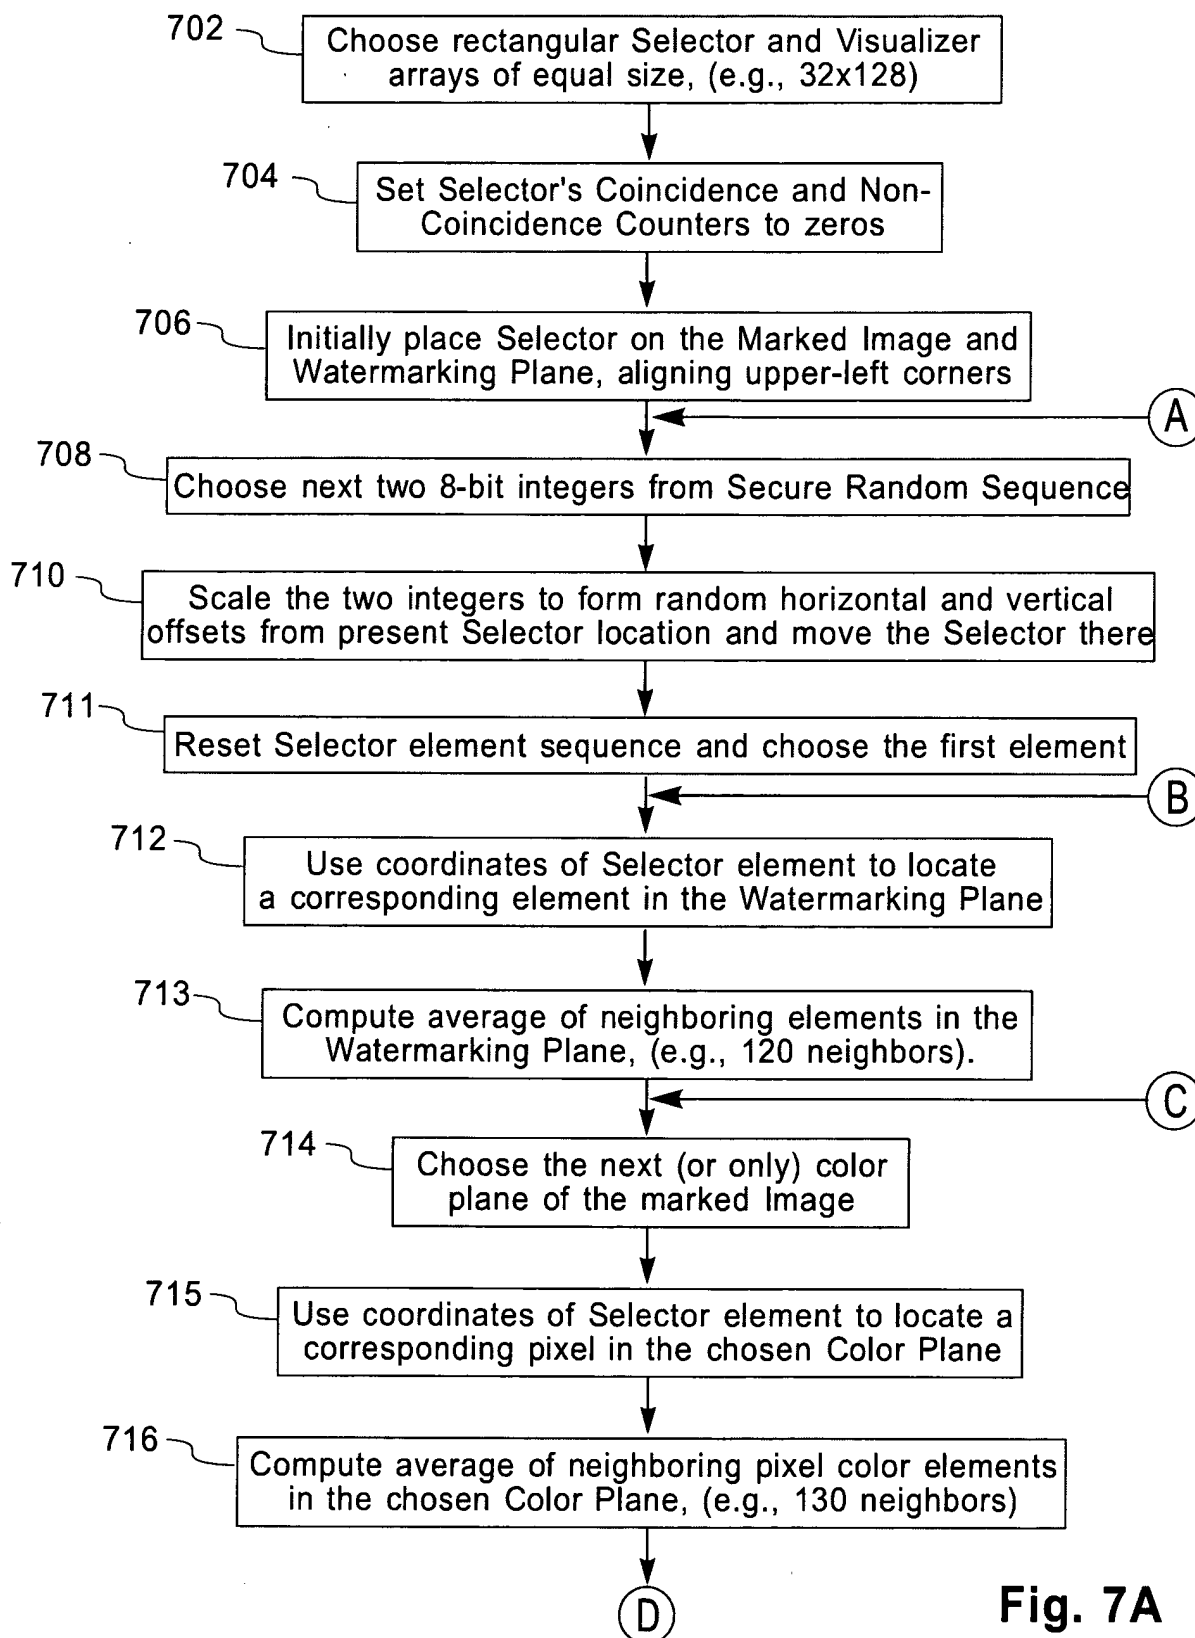 702
Choose rectangular Selector and Visualizer
arrays of equal size, (e.g., 32x128)
704
Set Selector's Coincidence and Non-
Coincidence Counters to zeros
706
Initially place Selector on the Marked Image and
Watermarking Plane, aligning upper-left corners
A
708
Choose next two 8-bit integers from Secure Random Sequence
710
Scale the two integers to form random horizontal and vertical
offsets from present Selector location and move the Selector there
711
Reset Selector element sequence and choose the first element
B
712
Use coordinates of Selector element to locate
a corresponding element in the Watermarking Plane
713
Compute average of neighboring elements in the
Watermarking Plane, (e.g., 120 neighbors).
C
714
Choose the next (or only) color
plane of the marked Image
715
Use coordinates of Selector element to locate a
corresponding pixel in the chosen Color Plane
716
Compute average of neighboring pixel color elements
in the chosen Color Plane, (e.g., 130 neighbors)
D
Fig. 7A